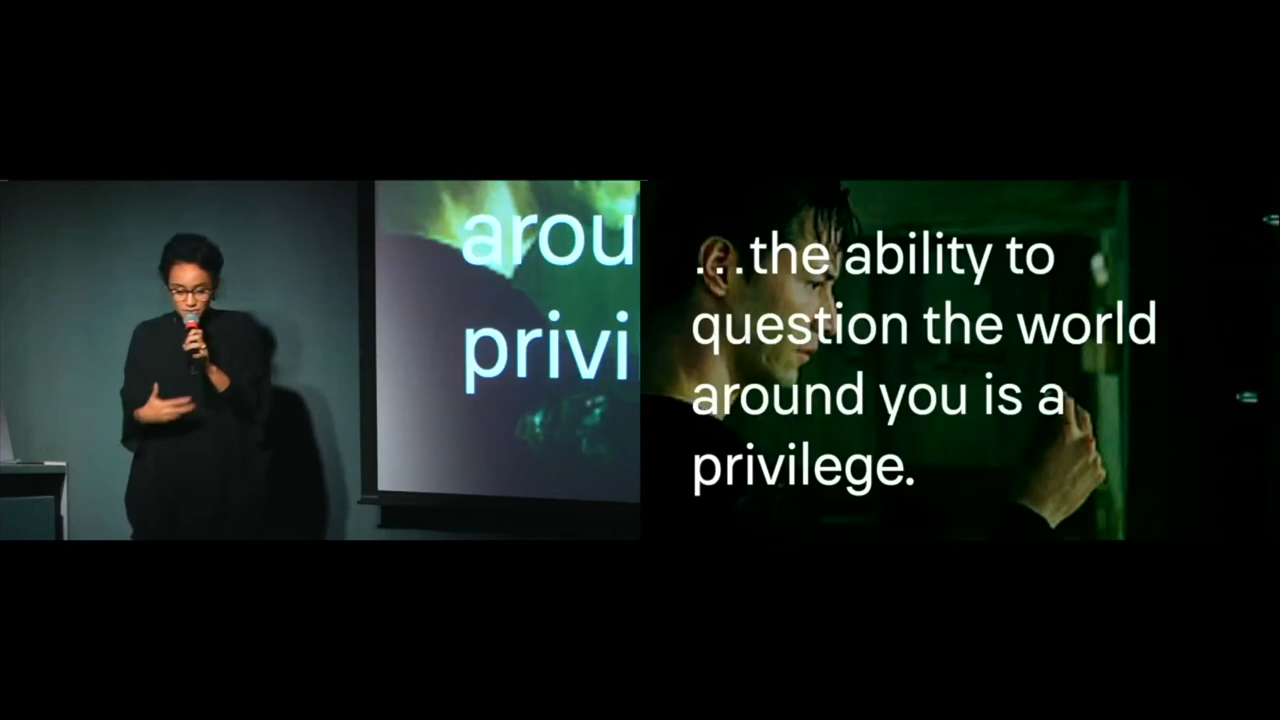 arou
privi
…the ability to
question the world
around you is a
privilege.